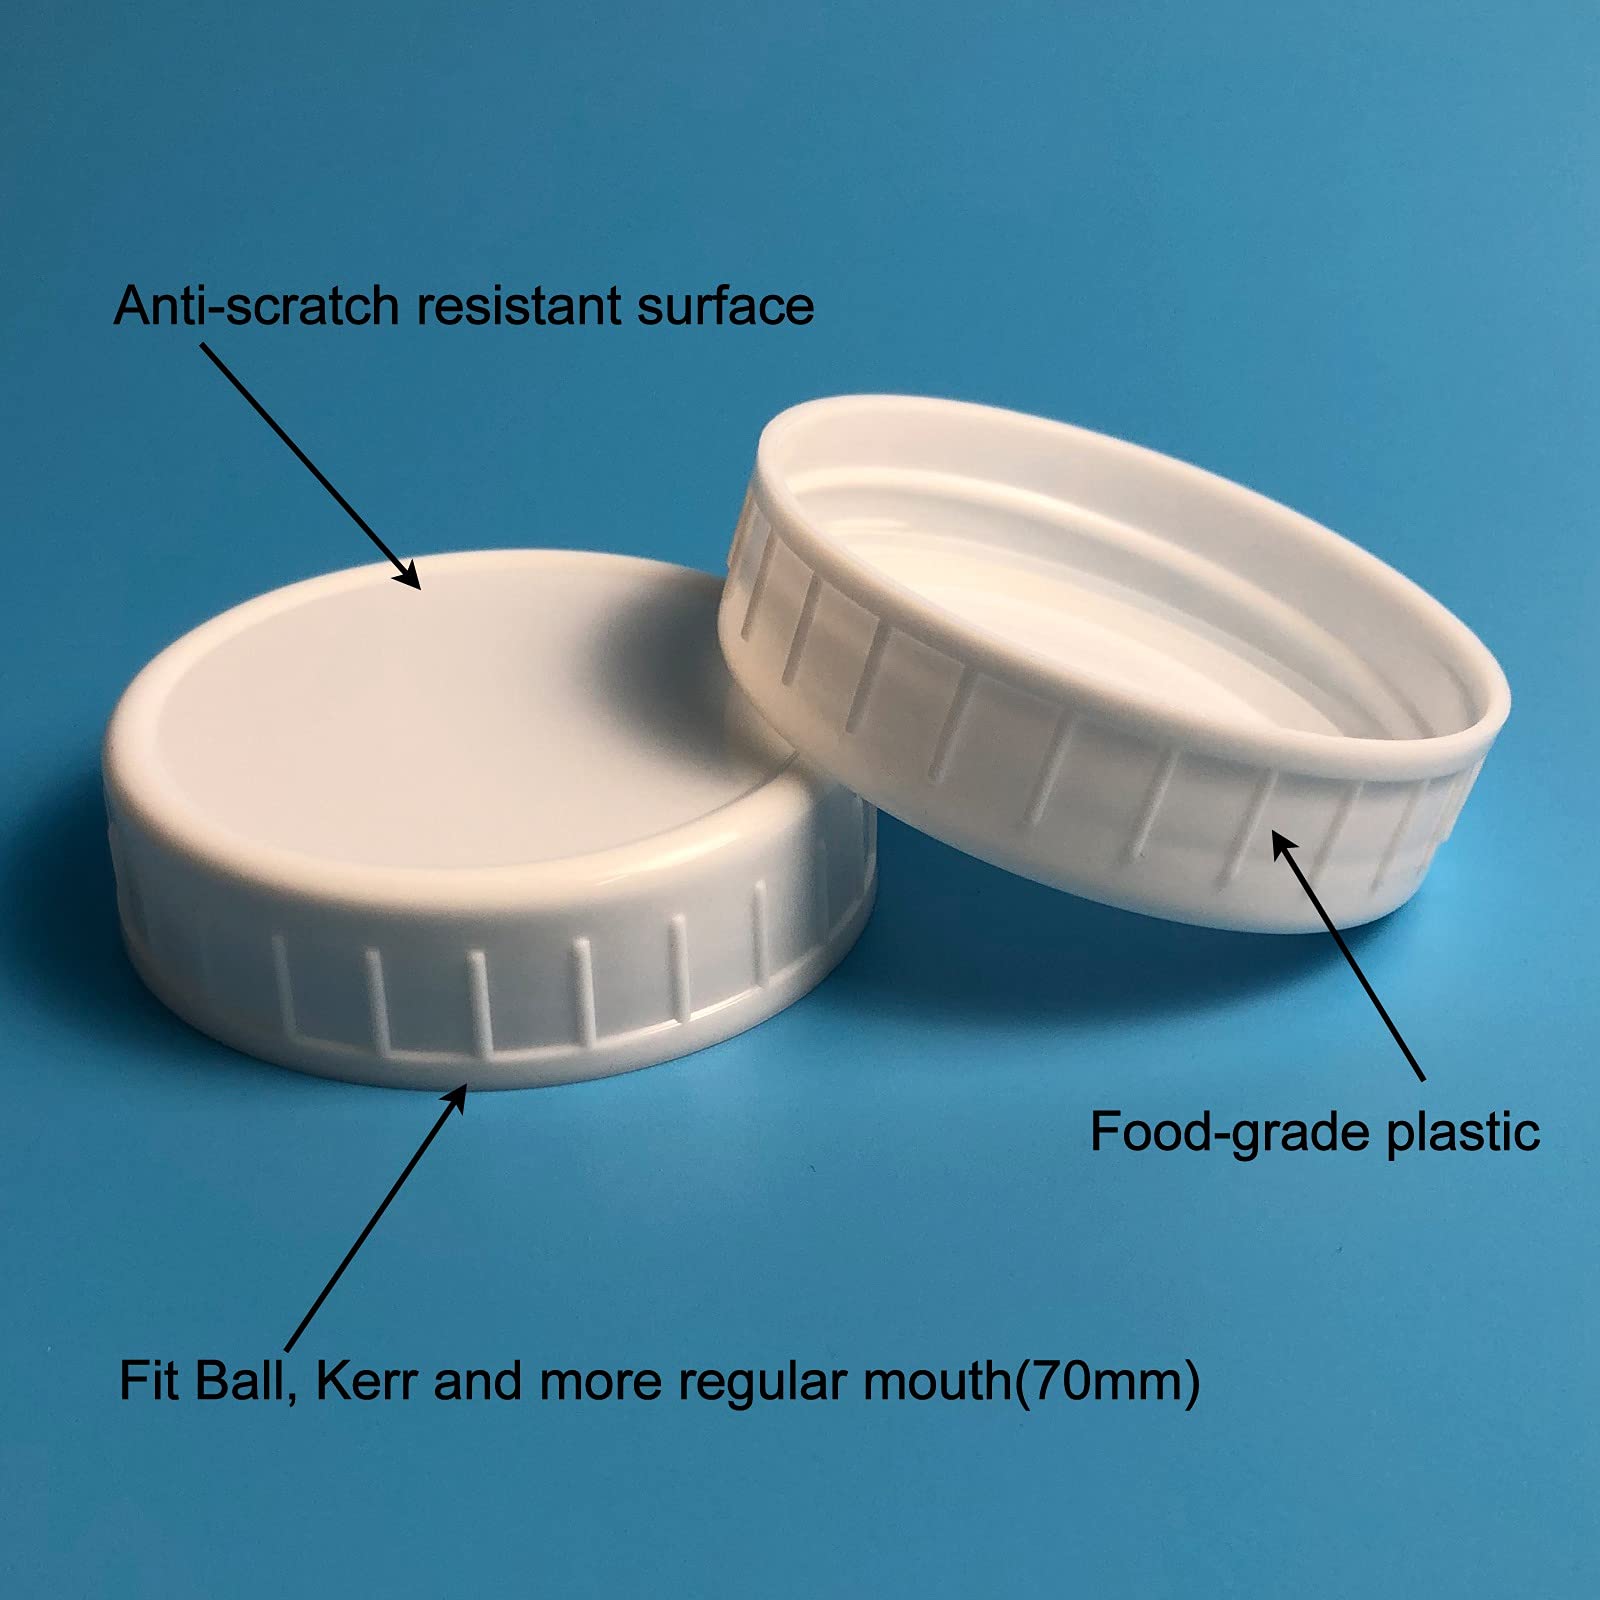 Anti-scratch resistant surface
Food-grade plastic
Fit Ball, Kerr and more regular mouth(70mm)